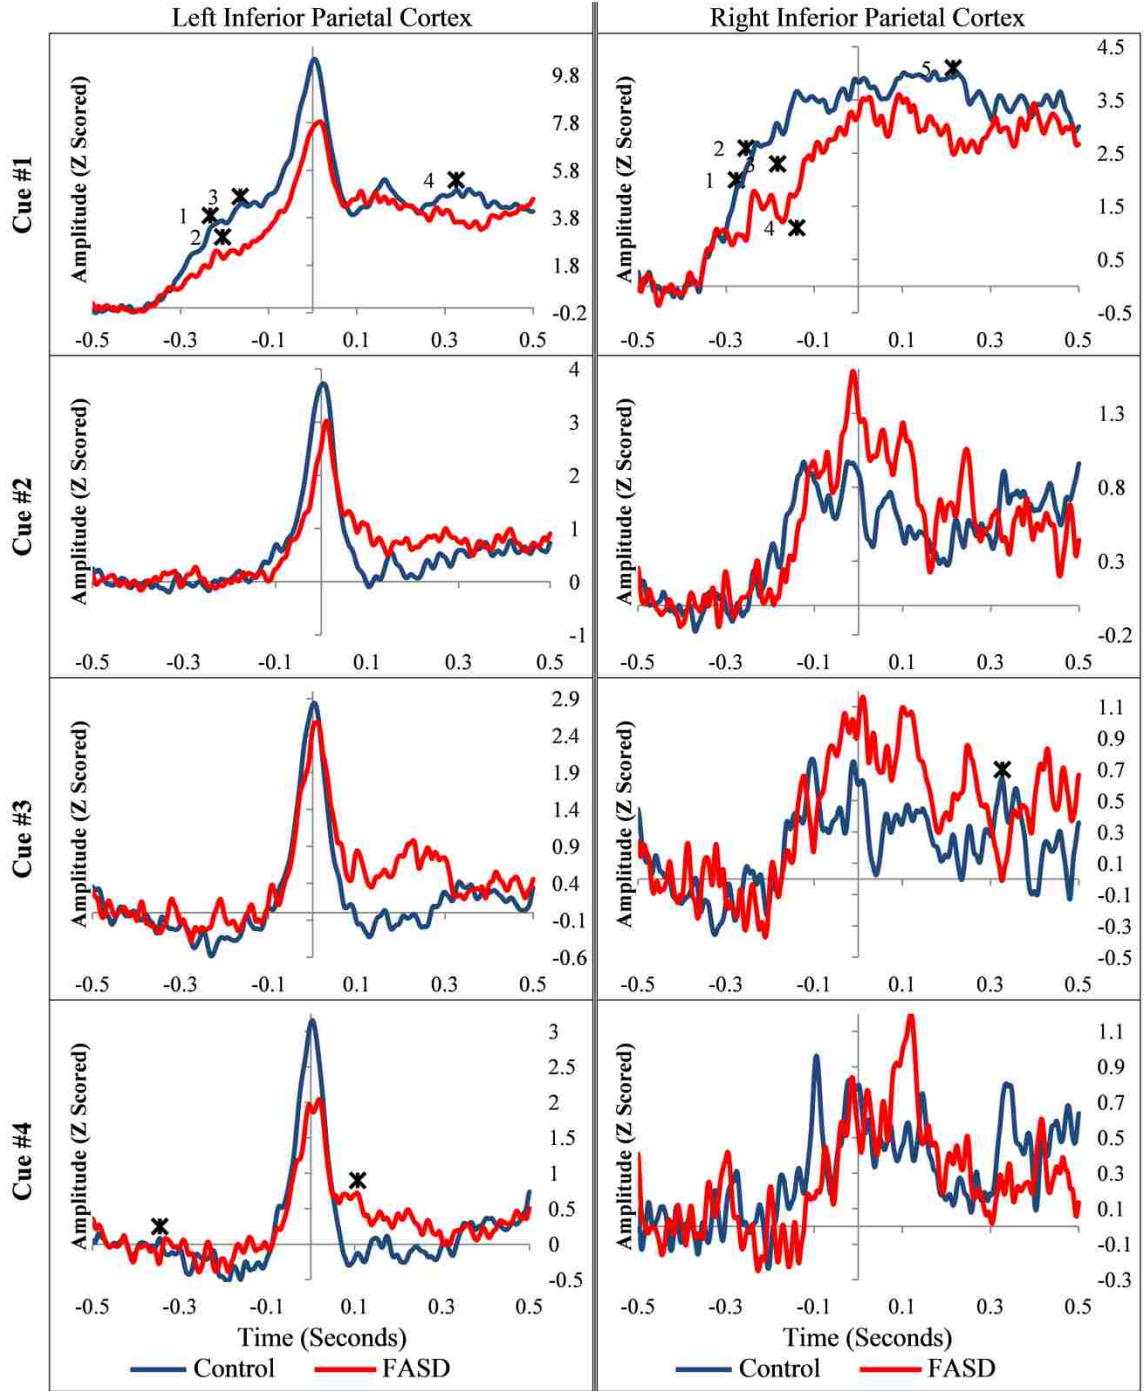 Left Inferior Parietal Cortex
Right Inferior Parietal Cortex
Cue #1
Amplitude (Z Scored)
9.8
7.8
5.8
3.8
1.8
-0.2
1
2
3
4
-0.5 -0.3 -0.1 0.1 0.3 0.5
Amplitude (Z Scored)
4.5
3.5
2.5
1.5
0.5
-0.5
1
2
3
4
5
-0.5 -0.3 -0.1 0.1 0.3 0.5
Cue #2
Amplitude (Z Scored)
4
3
2
1
0
-1
-0.5 -0.3 -0.1 0.1 0.3 0.5
Amplitude (Z Scored)
1.3
0.8
0.3
-0.2
-0.5 -0.3 -0.1 0.1 0.3 0.5
Cue #3
Amplitude (Z Scored)
2.9
2.4
1.9
1.4
0.9
0.4
-0.1
-0.6
-0.5 -0.3 -0.1 0.1 0.3 0.5
Amplitude (Z Scored)
1.1
0.9
0.7
0.5
0.3
0.1
-0.1
-0.3
-0.5
-0.5 -0.3 -0.1 0.1 0.3 0.5
Cue #4
Amplitude (Z Scored)
3
2.5
2
1.5
1
0.5
0
-0.5
-0.5 -0.3 -0.1 0.1 0.3 0.5
Time (Seconds)
Control FASD
Amplitude (Z Scored)
1.1
0.9
0.7
0.5
0.3
0.1
-0.1
-0.3
-0.5 -0.3 -0.1 0.1 0.3 0.5
Time (Seconds)
Control FASD